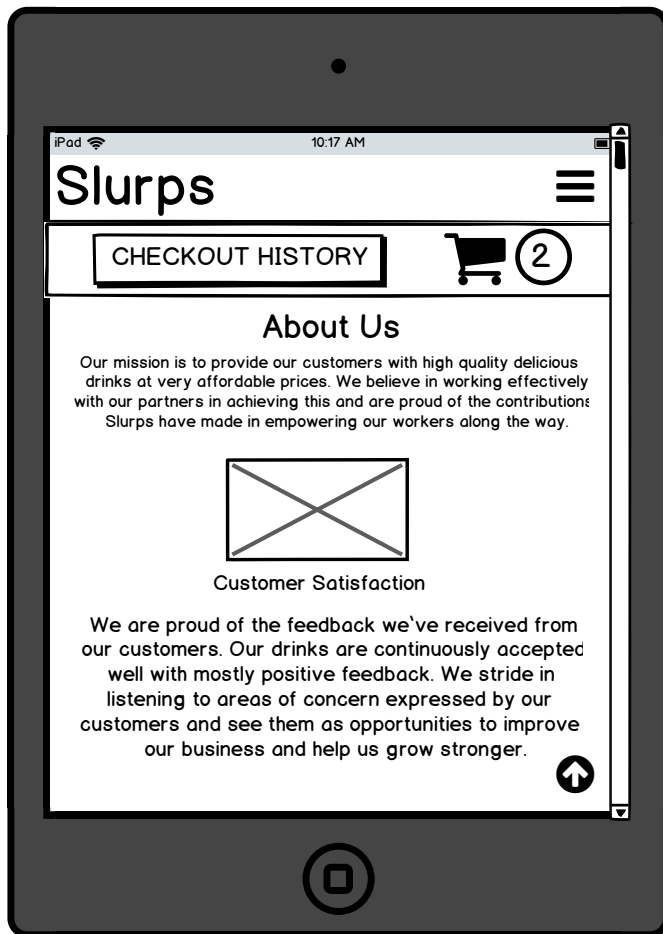 iPad
10:17 AM
Slurps
CHECKOUT HISTORY
2
About Us
Our mission is to provide our customers with high quality delicious
drinks at very affordable prices. We believe in working effectively
with our partners in achieving this and are proud of the contributions
Slurps have made in empowering our workers along the way.
Customer Satisfaction
We are proud of the feedback we`ve received from
our customers. Our drinks are continuously accepted
well with mostly positive feedback. We stride in
listening to areas of concern expressed by our
customers and see them as opportunities to improve
our business and help us grow stronger.